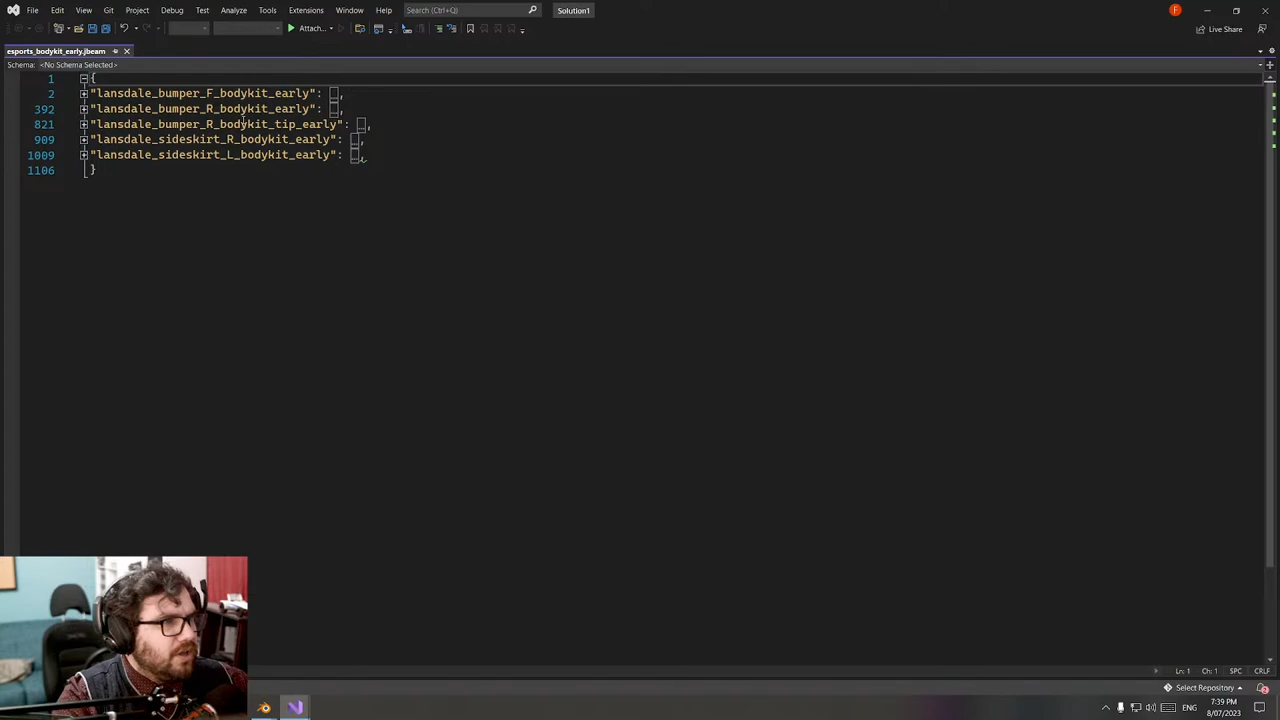 File Edit View Git Project Debug Test Analyze Tools Extensions Window Help Search (Ctrl+Q) Solution1 F
Attach... Live Share
esports_bodykit_early.jbeam
Schema: <No Schema Selected>
1 {
2 "lansdale_bumper_F_bodykit_early": ...,
392 "lansdale_bumper_R_bodykit_early": ...,
821 "lansdale_bumper_R_bodykit_tip_early": ...,
909 "lansdale_sideskirt_R_bodykit_early": ...,
1009 "lansdale_sideskirt_L_bodykit_early": ...,
1106 }
Ln: 1 Ch: 1 SPC CRLF
Select Repository 2
ENG 7:39 PM
8/07/2023